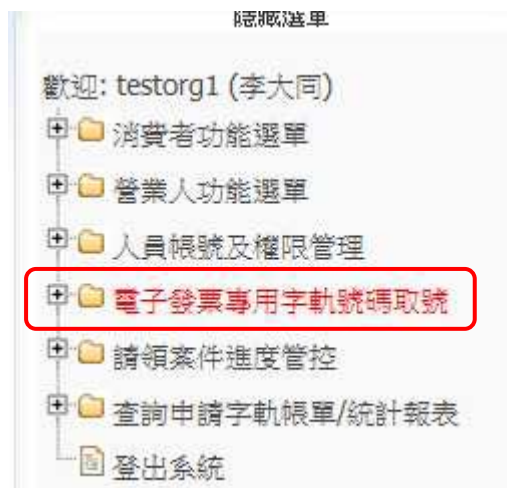 隱藏選單
歡迎: testorg1 (李大同)
消費者功能選單
營業人功能選單
人員帳號及權限管理
電子發票專用字軌號碼取號
請領案件進度管控
查詢申請字軌帳單/統計報表
登出系統